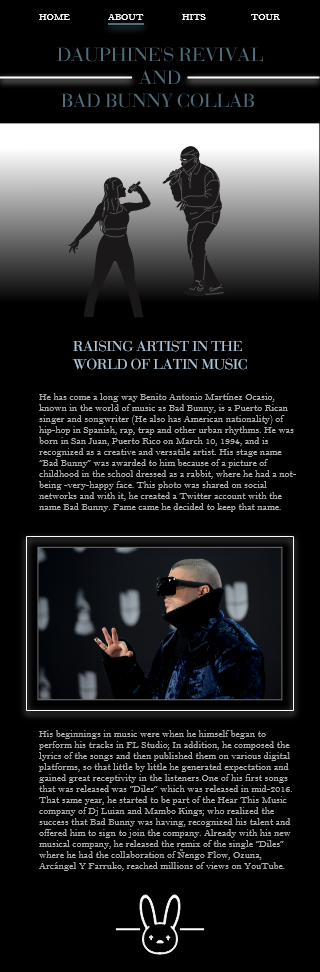 HOME ABOUT HITS TOUR
DAUPHINE'S REVIVAL
AND
BAD BUNNY COLLAB
RAISING ARTIST IN THE
WORLD OF LATIN MUSIC
He has come a long way Benito Antonio Martínez Ocasio,
known in the world of music as Bad Bunny, is a Puerto Rican
singer and songwriter (He also has American nationality) of
hip-hop in Spanish, rap, trap and other urban rhythms. He was
born in San Juan, Puerto Rico on March 10, 1994, and is
recognized as a creative and versatile artist. His stage name
"Bad Bunny" was awarded to him because of a picture of
childhood in the school dressed as a rabbit, where he had a not-
being -very-happy face. This photo was shared on social
networks and with it, he created a Twitter account with the
name Bad Bunny. Fame came he decided to keep that name.
His beginnings in music were when he himself began to
perform his tracks in FL Studio; In addition, he composed the
lyrics of the songs and then published them on various digital
platforms, so that little by little he generated expectation and
gained great receptivity in the listeners.One of his first songs
that was released was "Diles" which was released in mid-2016.
That same year, he started to be part of the Hear This Music
company of Dj Luian and Mambo Kings; who realized the
success that Bad Bunny was having, recognized his talent and
offered him to sign to join the company. Already with his new
musical company, he released the remix of the single "Diles"
where he had the collaboration of Ñengo Flow, Ozuna,
Arcángel Y Farruko, reached millions of views on YouTube.